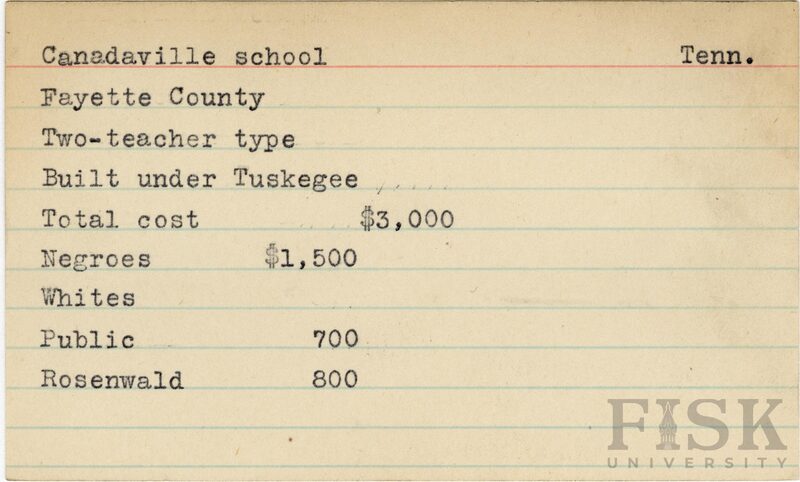 Canadaville school Tenn.
Fayette County
Two-teacher type
Built under Tuskegee
Total cost $3,000
Negroes $1,500
Whites
Public 700
Rosenwald 800
FISK
UNIVERSITY